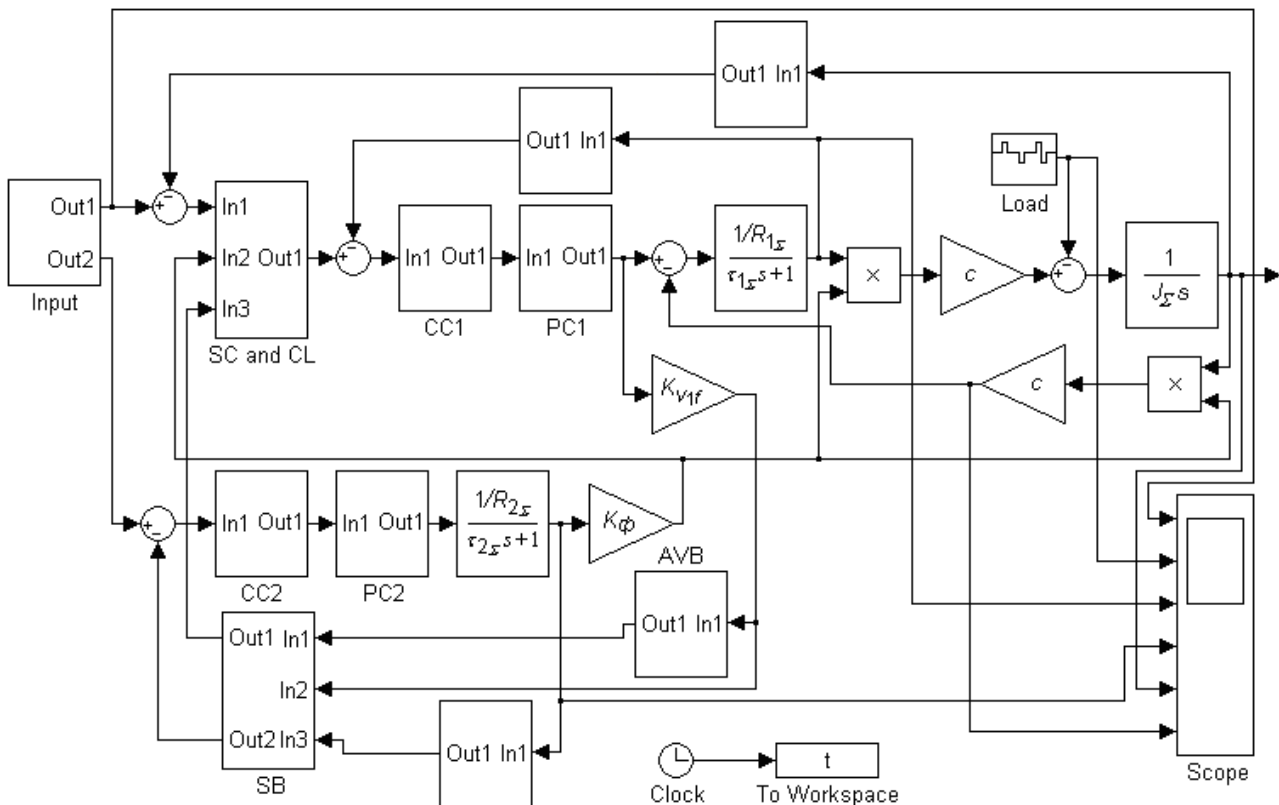 Out1 In1
Out1 In1
Load
Out1
Out2
Input
In1
In2 Out1
In3
SC and CL
+
−
+
−
In1 Out1
CC1
In1 Out1
PC1
+
−
1/R1Σ
τ1Σs+1
×
c
+
−
1
JΣ s
×
c
KV1f
+
−
In1 Out1
CC2
In1 Out1
PC2
1/R2Σ
τ2Σs+1
KФ
AVB
Out1 In1
Out1 In1
In2
Out2 In3
SB
Out1 In1
Clock
t
To Workspace
Scope